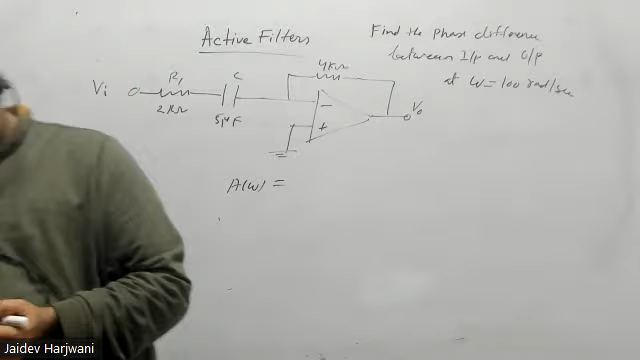 Active Filters
Find the phase difference
between I/P and O/P
at ω = 100 rad/sec
4KΩ
R₁
C
Vi
2KΩ
5μF
-
+
Vo
A(ω) =
Jaidev Harjwani